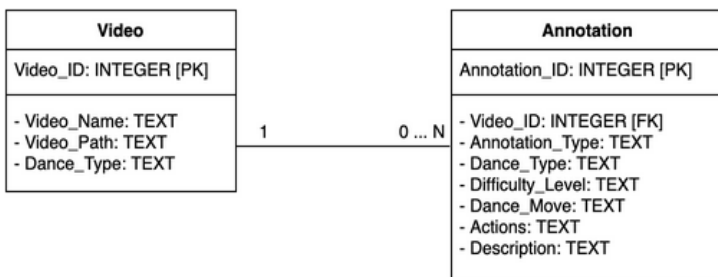 Video
Video_ID: INTEGER [PK]
- Video_Name: TEXT
- Video_Path: TEXT
- Dance_Type: TEXT
1
0 ... N
Annotation
Annotation_ID: INTEGER [PK]
- Video_ID: INTEGER [FK]
- Annotation_Type: TEXT
- Dance_Type: TEXT
- Difficulty_Level: TEXT
- Dance_Move: TEXT
- Actions: TEXT
- Description: TEXT